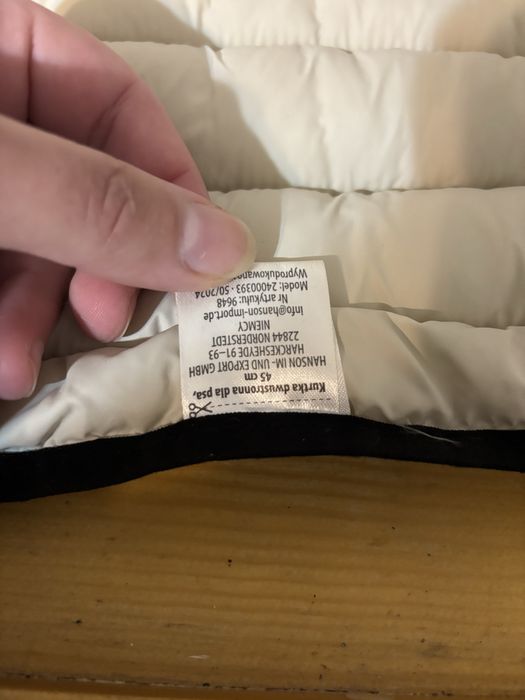 Kurtka dwustronna dla psa,
45 cm
HANSON IM- UND EXPORT GMBH
HARCKESHEYDE 91-93
22844 NORDERSTEDT
NIEMCY
Info@hanson-import.de
Nr artykułu: 9648
Model: 2400393 · 50/2024
Wyprodukowano